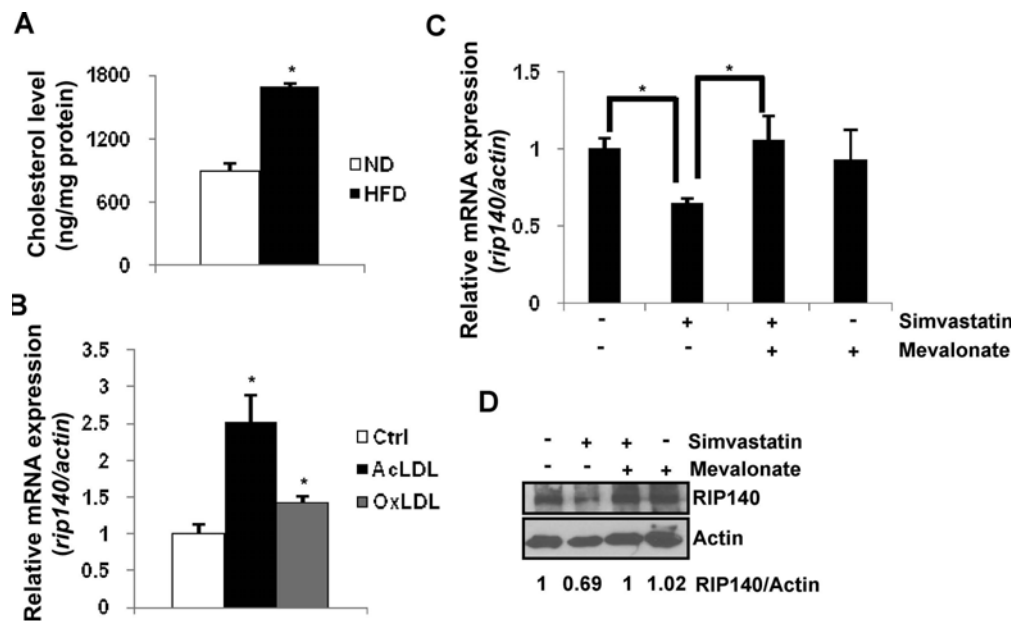 A
Cholesterol level
(ng/mg protein)
1800
1200
600
0
*
ND
HFD
B
Relative mRNA expression
(rip140/actin)
3.5
3
2.5
2
1.5
1
0.5
0
*
*
Ctrl
AcLDL
OxLDL
C
Relative mRNA expression
(rip140/actin)
1.5
1
0.5
0
*
*
- + + - Simvastatin
- - + + Mevalonate
D
- + + - Simvastatin
- - + + Mevalonate
RIP140
Actin
1 0.69 1 1.02 RIP140/Actin